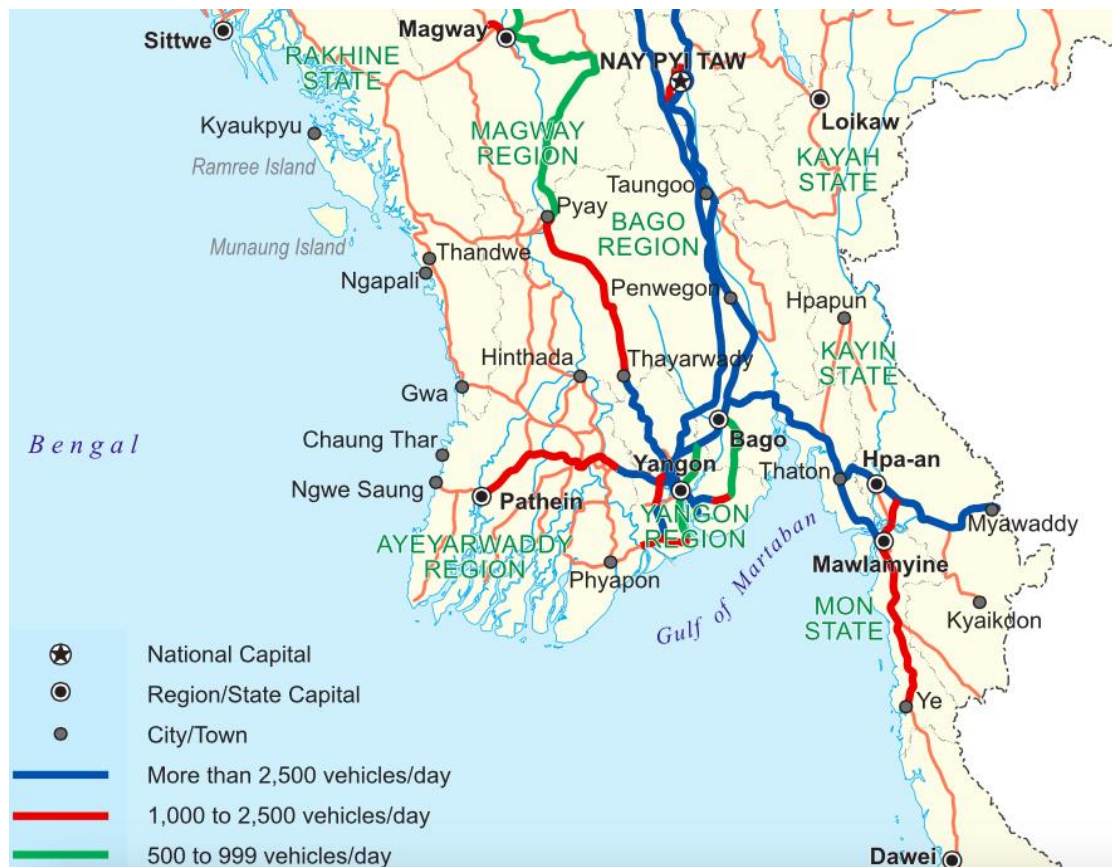 Sittwe
Magway
RAKHINE
STATE
NAY PYI TAW
Loikaw
Kyaukpyu
Ramree Island
MAGWAY
REGION
KAYAH
STATE
Taungoo
Pyay
BAGO
REGION
Munaung Island
Thandwe
Ngapali
Penwegon
Hpapun
Hinthada
Thayarwady
KAYIN
STATE
Gwa
Bengal
Chaung Thar
Bago
Yangon
Thaton
Hpa-an
Ngwe Saung
Pathein
YANGON
REGION
Myawaddy
AYEYARWADDY
REGION
Phyapon
Gulf of Martaban
Mawlamyine
MON
STATE
Kyaikdon
Ye
National Capital
Region/State Capital
City/Town
More than 2,500 vehicles/day
1,000 to 2,500 vehicles/day
500 to 999 vehicles/day
Dawei